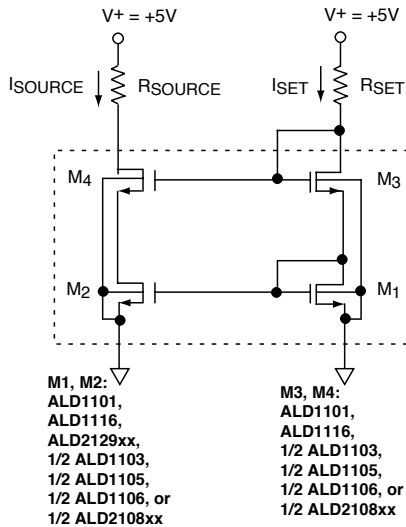 V+ = +5V
V+ = +5V
ISOURCE
RSOURCE
ISET
RSET
M4
M3
M2
M1
M1, M2:
ALD1101,
ALD1116,
ALD2129xx,
1/2 ALD1103,
1/2 ALD1105,
1/2 ALD1106, or
1/2 ALD2108xx
M3, M4:
ALD1101,
ALD1116,
1/2 ALD1103,
1/2 ALD1105,
1/2 ALD1106, or
1/2 ALD2108xx